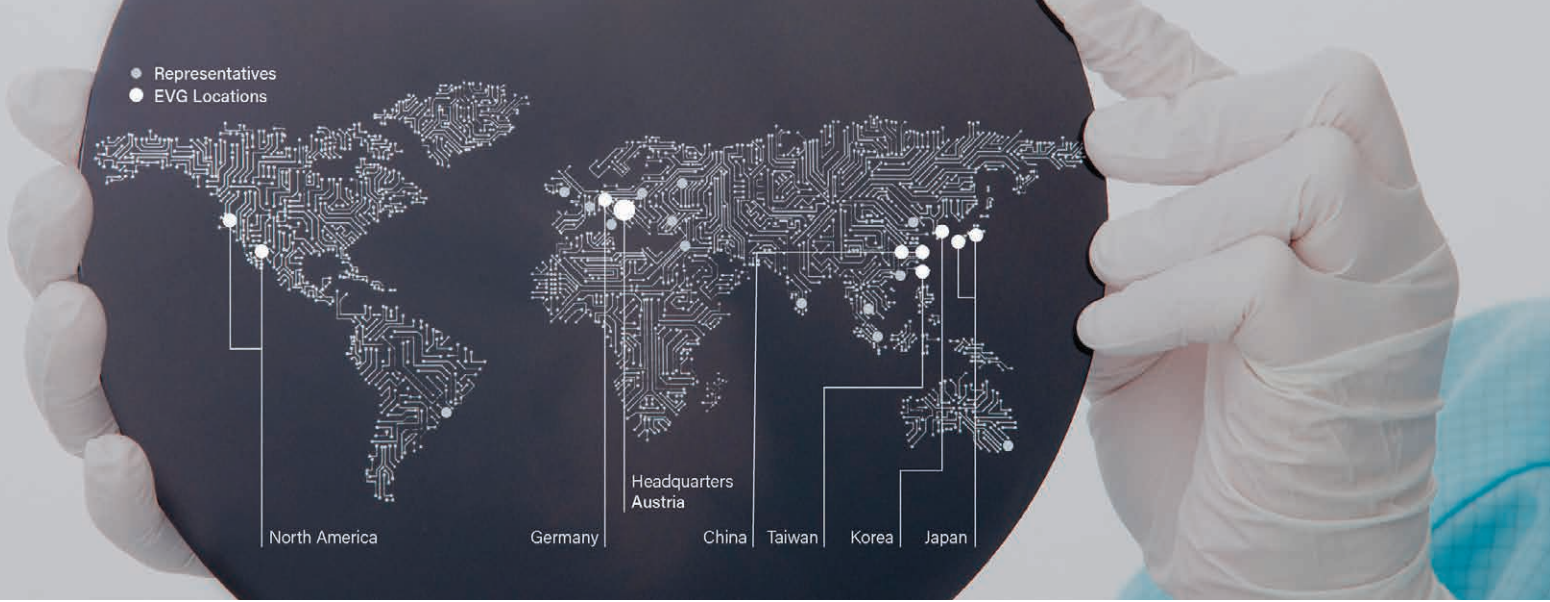 Representatives
EVG Locations
Headquarters
Austria
North America
Germany
China
Taiwan
Korea
Japan